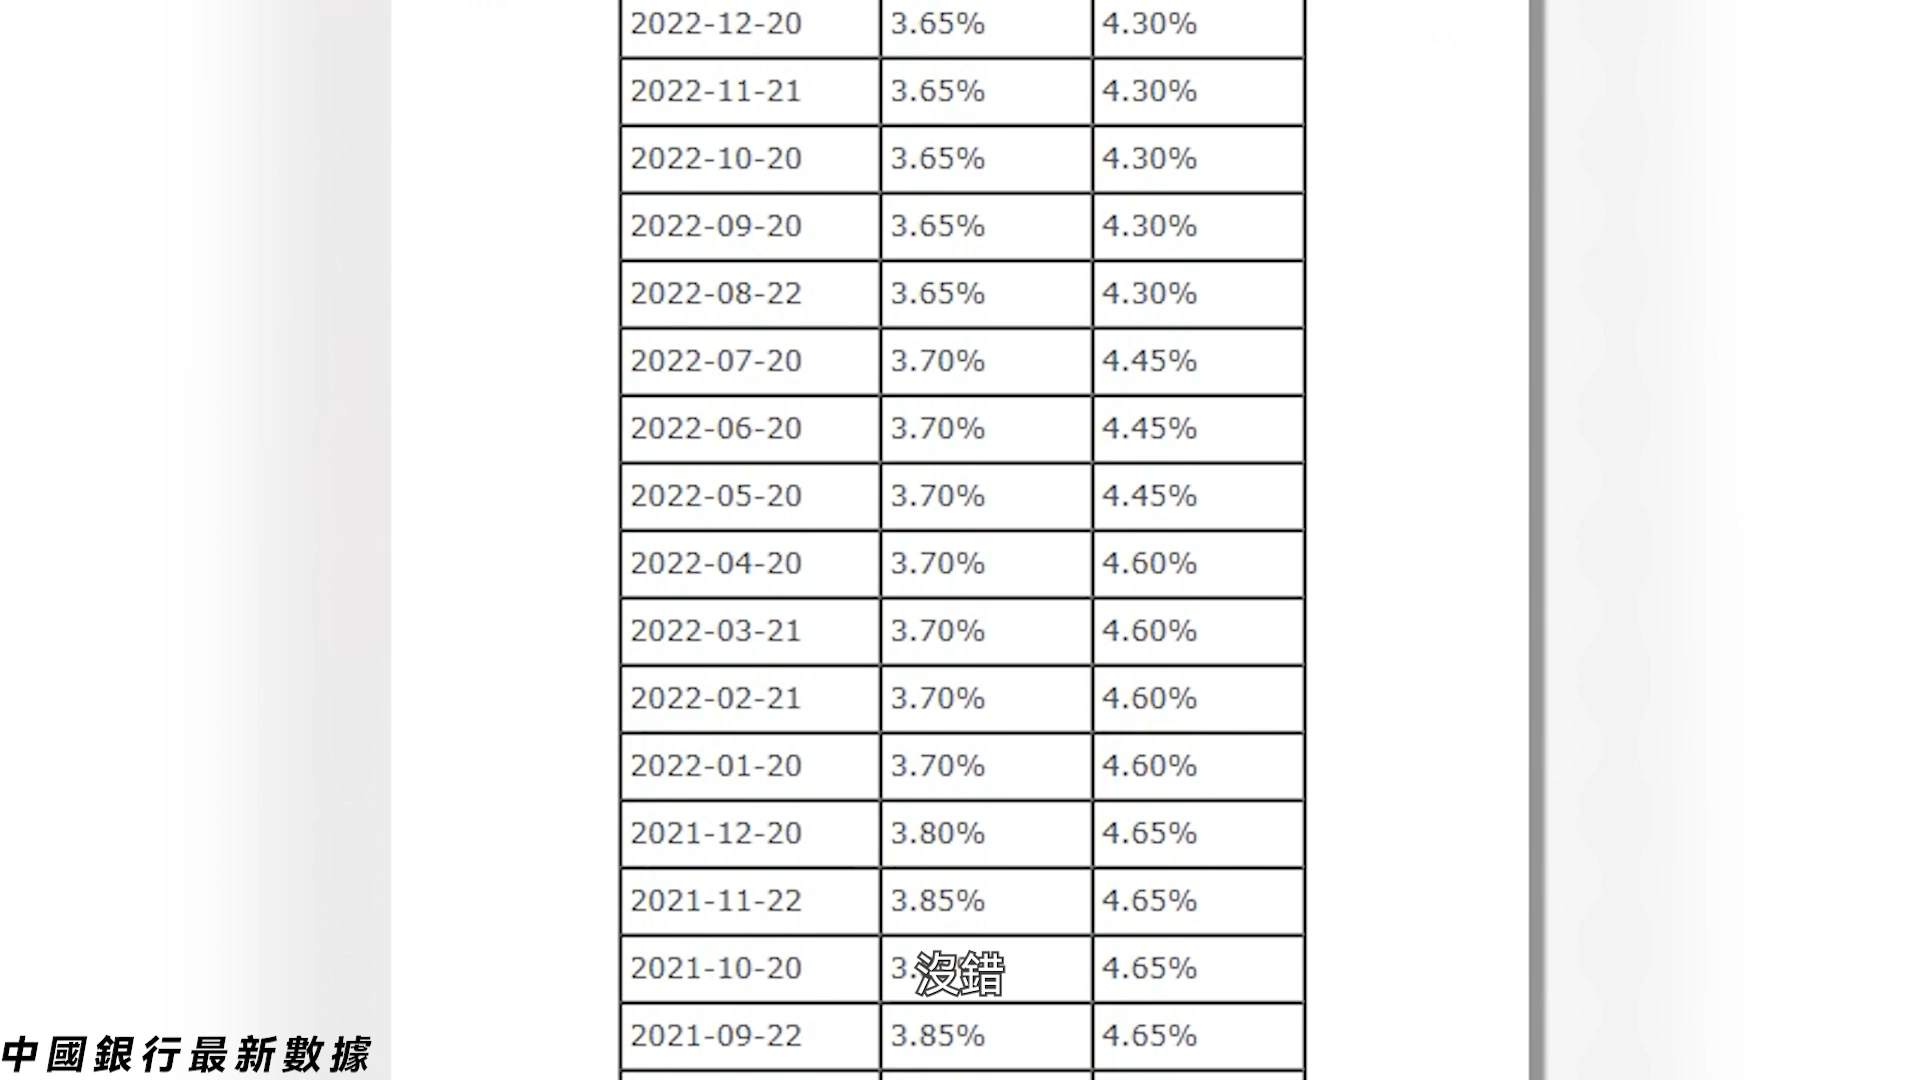 2022-12-20 3.65% 4.30%
2022-11-21 3.65% 4.30%
2022-10-20 3.65% 4.30%
2022-09-20 3.65% 4.30%
2022-08-22 3.65% 4.30%
2022-07-20 3.70% 4.45%
2022-06-20 3.70% 4.45%
2022-05-20 3.70% 4.45%
2022-04-20 3.70% 4.60%
2022-03-21 3.70% 4.60%
2022-02-21 3.70% 4.60%
2022-01-20 3.70% 4.60%
2021-12-20 3.80% 4.65%
2021-11-22 3.85% 4.65%
2021-10-20 4.65%
沒錯
2021-09-22 3.85% 4.65%
中國銀行最新數據